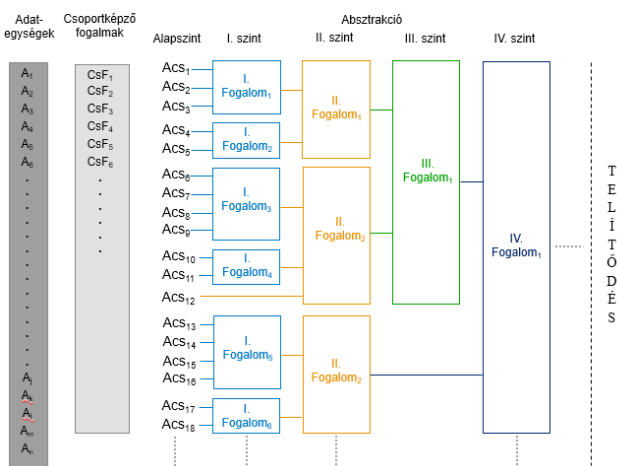 Adat-
egységek
Csoportképző
fogalmak
Absztrakció
Alapszint
I. szint
II. szint
III. szint
IV. szint
A₁
A₂
A₃
A₄
A₅
A₆
Aⱼ
Aₖ
Aₗ
Aₘ
Aₙ
CsF₁
CsF₂
CsF₃
CsF₄
CsF₅
CsF₆
Acs₁
Acs₂
Acs₃
Acs₄
Acs₅
Acs₆
Acs₇
Acs₈
Acs₉
Acs₁₀
Acs₁₁
Acs₁₂
Acs₁₃
Acs₁₄
Acs₁₅
Acs₁₆
Acs₁₇
Acs₁₈
I.
Fogalom₁
I.
Fogalom₂
I.
Fogalom₃
I.
Fogalom₄
I.
Fogalom₅
I.
Fogalom₆
II.
Fogalom₁
II.
Fogalom₂
II.
Fogalom₂
III.
Fogalom₁
IV.
Fogalom₁
TELÍTŐDÉS